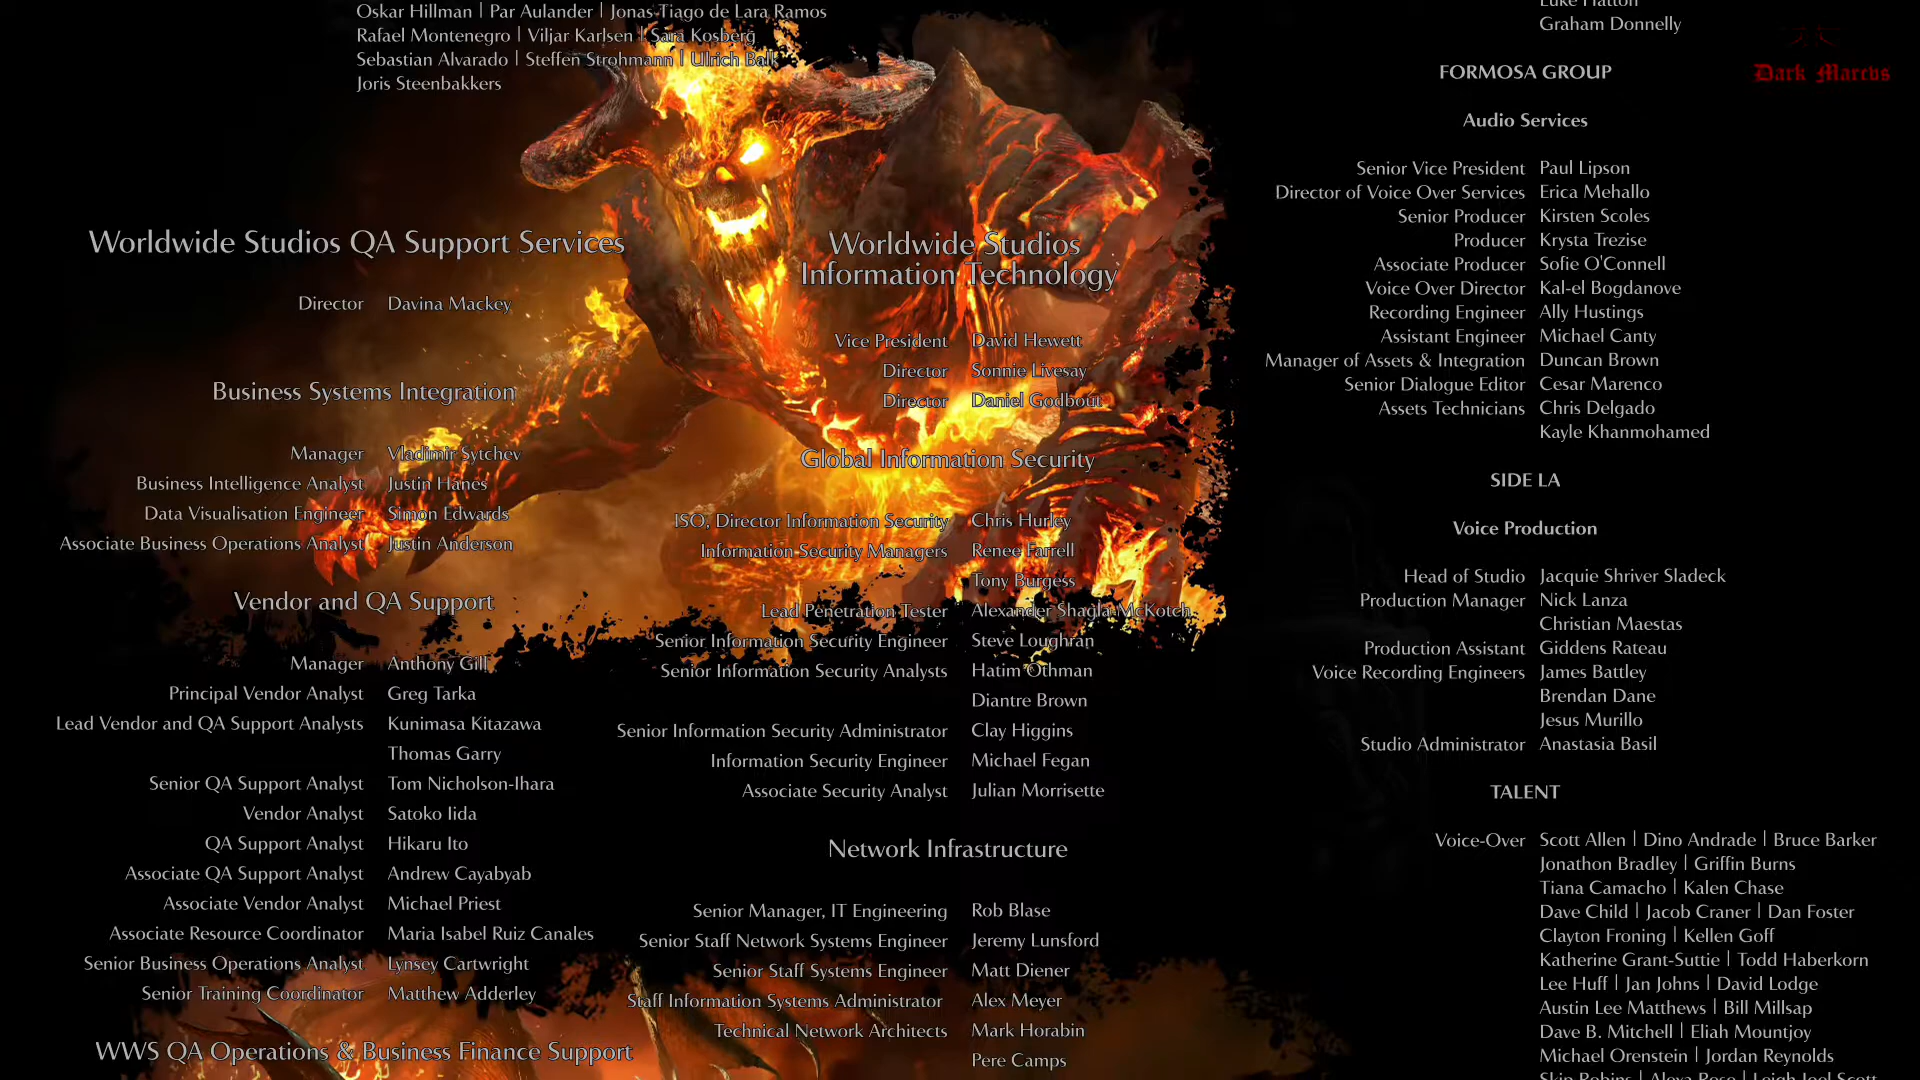 Oskar Hillman | Par Aulander | Jonas Tiago de Lara Ramos
Rafael Montenegro | Viljar Karlsen | Sara Kosberg
Sebastian Alvarado | Steffen Strohmann | Ulrich Balk
Joris Steenbakkers
Worldwide Studios QA Support Services
Director Davina Mackey
Business Systems Integration
Manager Vladimir Sytchev
Business Intelligence Analyst Justin Hanes
Data Visualisation Engineer Simon Edwards
Associate Business Operations Analyst Justin Anderson
Vendor and QA Support
Manager Anthony Gill
Principal Vendor Analyst Greg Tarka
Lead Vendor and QA Support Analysts Kunimasa Kitazawa
Thomas Garry
Senior QA Support Analyst Tom Nicholson-Ihara
Vendor Analyst Satoko Iida
QA Support Analyst Hikaru Ito
Associate QA Support Analyst Andrew Cayabyab
Associate Vendor Analyst Michael Priest
Associate Resource Coordinator Maria Isabel Ruiz Canales
Senior Business Operations Analyst Lynsey Cartwright
Senior Training Coordinator Matthew Adderley
WWS QA Operations & Business Finance Support
Worldwide Studios
Information Technology
Vice President David Hewett
Director Sonnie Livesay
Director Daniel Godbout
Global Information Security
ISO, Director Information Security Chris Hurley
Information Security Managers Renee Farrell
Tony Burgess
Lead Penetration Tester Alexander Shagla-McKotch
Senior Information Security Engineer Steve Loughran
Senior Information Security Analysts Hatim Othman
Diantre Brown
Senior Information Security Administrator Clay Higgins
Information Security Engineer Michael Fegan
Associate Security Analyst Julian Morrisette
Network Infrastructure
Senior Manager, IT Engineering Rob Blase
Senior Staff Network Systems Engineer Jeremy Lunsford
Senior Staff Systems Engineer Matt Diener
Staff Information Systems Administrator Alex Meyer
Technical Network Architects Mark Horabin
Pere Camps
Luke Hatton
Graham Donnelly
Dark Marcus
FORMOSA GROUP
Audio Services
Senior Vice President Paul Lipson
Director of Voice Over Services Erica Mehallo
Senior Producer Kirsten Scoles
Producer Krysta Trezise
Associate Producer Sofie O'Connell
Voice Over Director Kal-el Bogdanove
Recording Engineer Ally Hustings
Assistant Engineer Michael Canty
Manager of Assets & Integration Duncan Brown
Senior Dialogue Editor Cesar Marenco
Assets Technicians Chris Delgado
Kayle Khanmohamed
SIDE LA
Voice Production
Head of Studio Jacquie Shriver Sladeck
Production Manager Nick Lanza
Christian Maestas
Production Assistant Giddens Rateau
Voice Recording Engineers James Battley
Brendan Dane
Jesus Murillo
Studio Administrator Anastasia Basil
TALENT
Voice-Over Scott Allen | Dino Andrade | Bruce Barker
Jonathon Bradley | Griffin Burns
Tiana Camacho | Kalen Chase
Dave Child | Jacob Craner | Dan Foster
Clayton Froning | Kellen Goff
Katherine Grant-Suttie | Todd Haberkorn
Lee Huff | Jan Johns | David Lodge
Austin Lee Matthews | Bill Millsap
Dave B. Mitchell | Eliah Mountjoy
Michael Orenstein | Jordan Reynolds
Skip Robins | Alexa Rose | Leigh Joel Scott